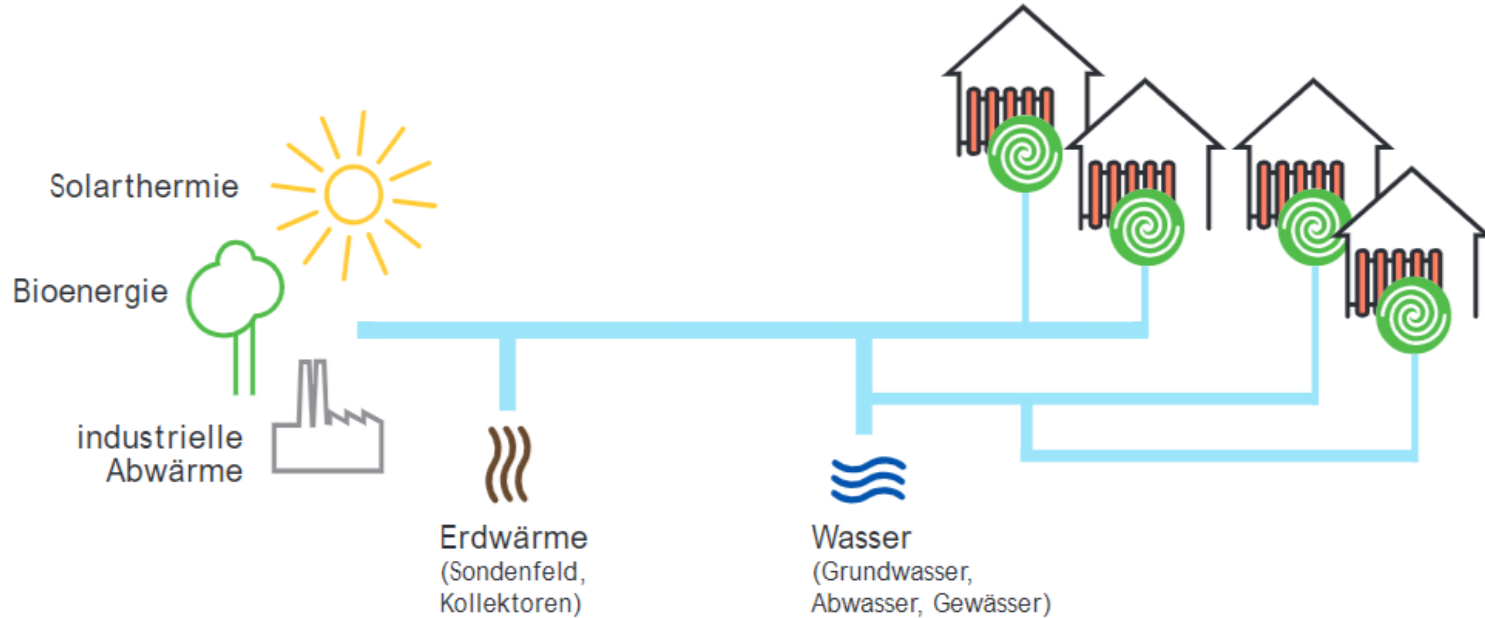 Solarthermie
Bioenergie
industrielle
Abwärme
Erdwärme
(Sondenfeld,
Kollektoren)
Wasser
(Grundwasser,
Abwasser, Gewässer)